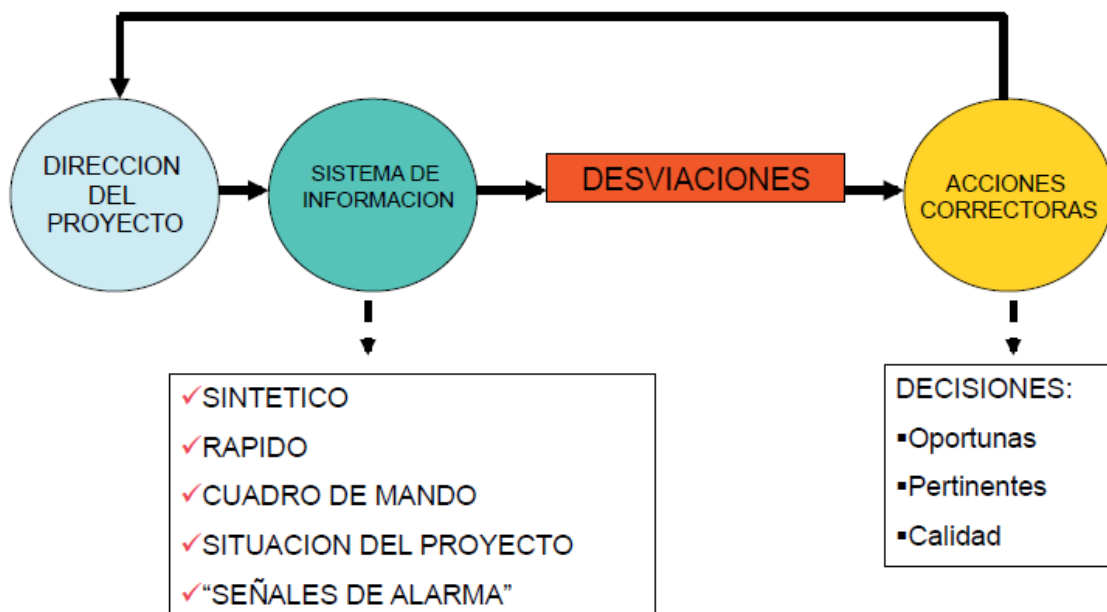 DIRECCION
DEL
PROYECTO
SISTEMA DE
INFORMACION
DESVIACIONES
ACCIONES
CORRECTORAS
✓SINTETICO
✓RAPIDO
✓CUADRO DE MANDO
✓SITUACION DEL PROYECTO
✓“SEÑALES DE ALARMA”
DECISIONES:
▪Oportunas
▪Pertinentes
▪Calidad